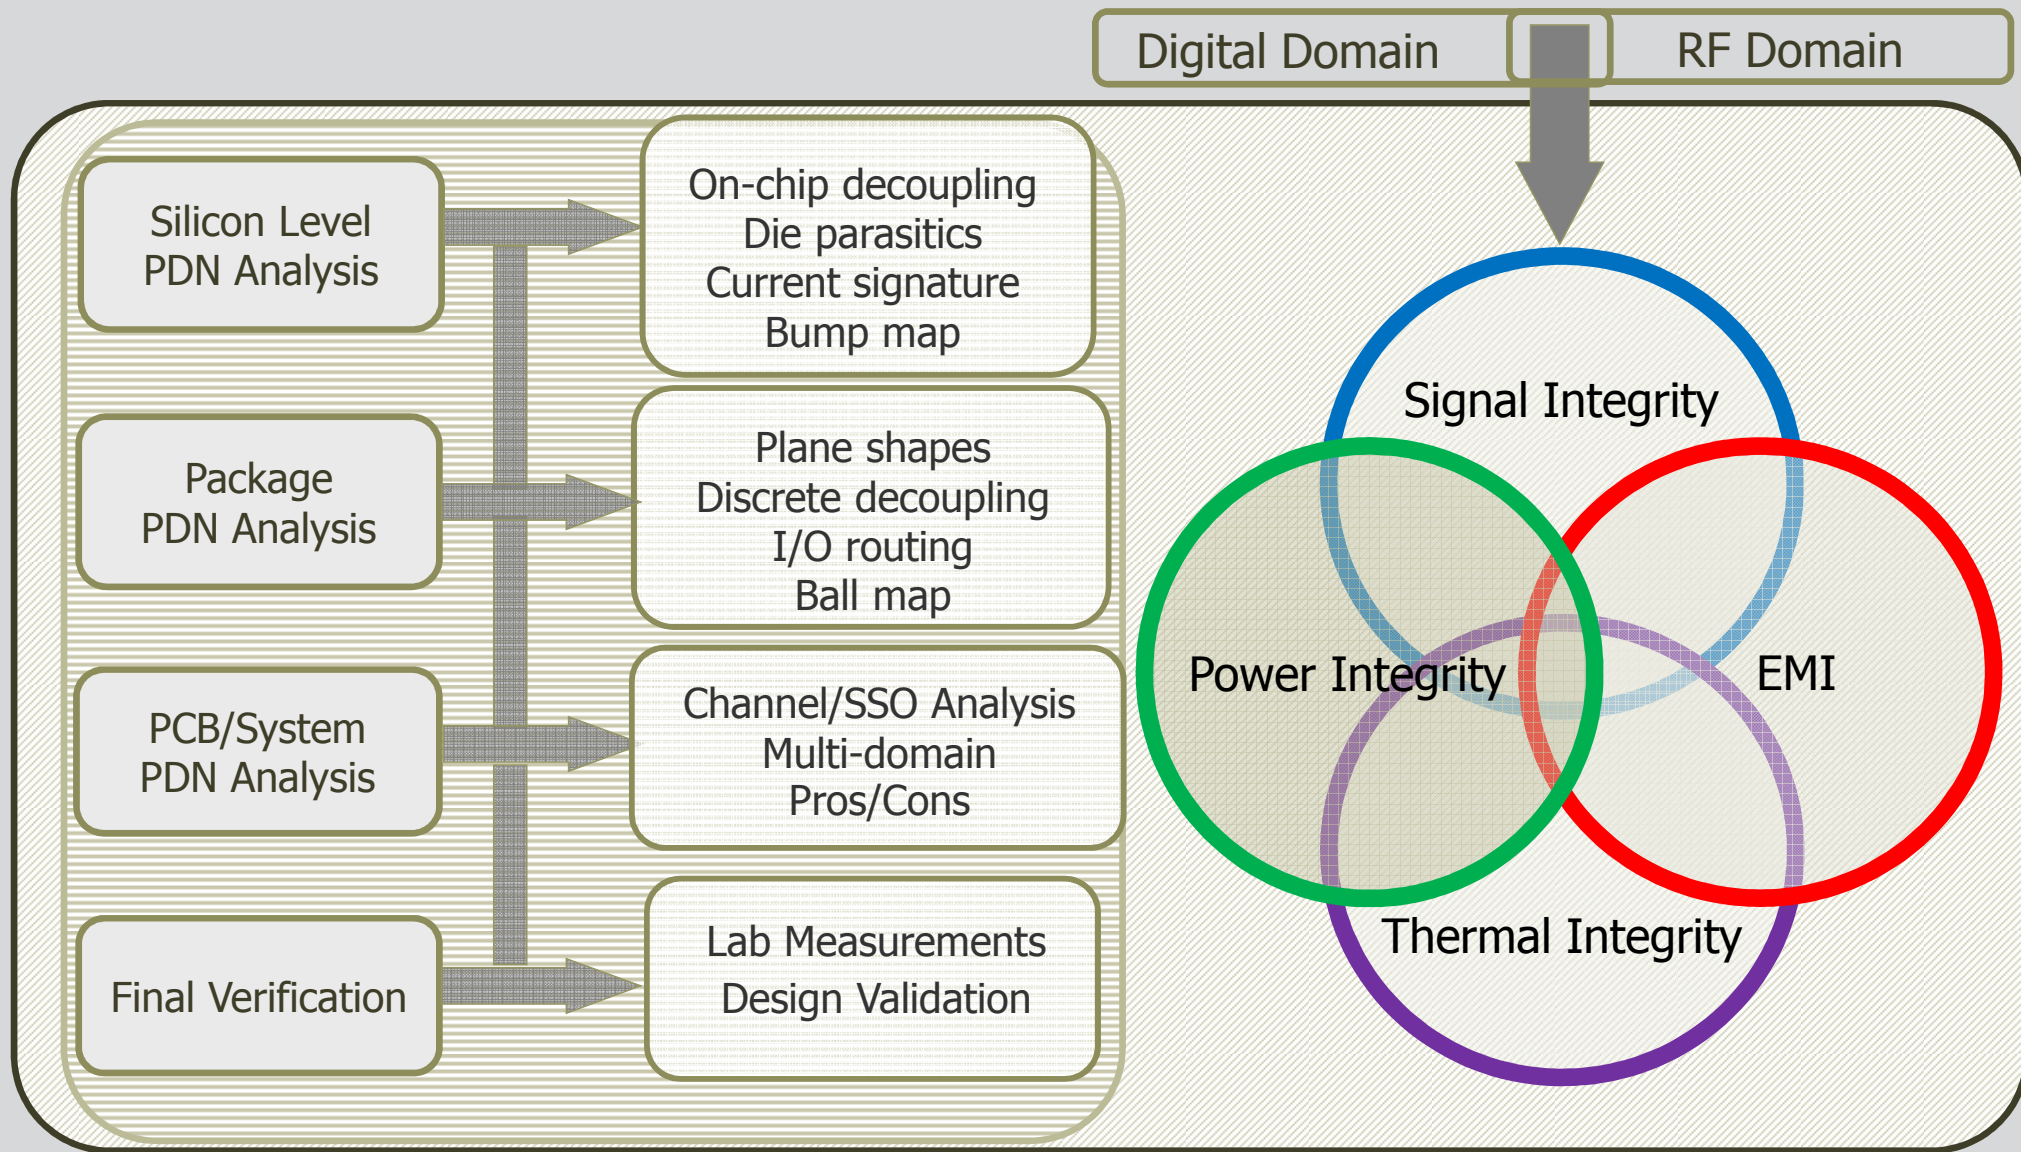 Digital Domain
RF Domain
Silicon Level
PDN Analysis
On-chip decoupling
Die parasitics
Current signature
Bump map
Package
PDN Analysis
Plane shapes
Discrete decoupling
I/O routing
Ball map
PCB/System
PDN Analysis
Channel/SSO Analysis
Multi-domain
Pros/Cons
Final Verification
Lab Measurements
Design Validation
Signal Integrity
Power Integrity
EMI
Thermal Integrity